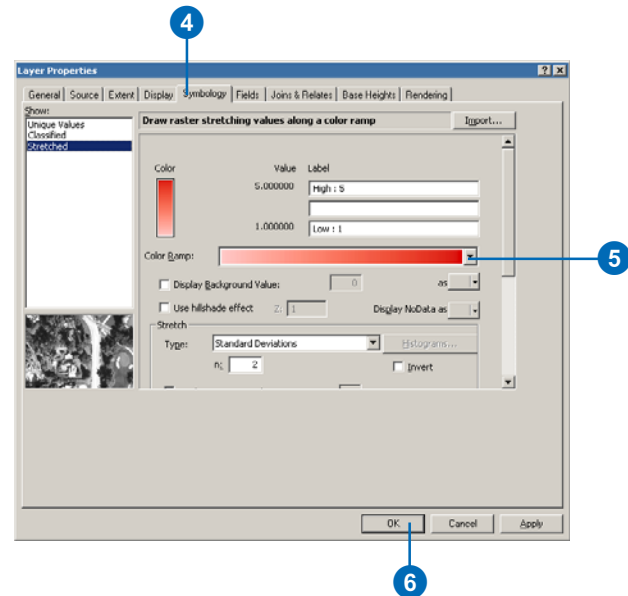 4
Layer Properties
General Source Extent Display Symbology Fields Joins & Relates Base Heights Rendering
Show:
Unique Values
Classified
Stretched
Draw raster stretching values along a color ramp
Import...
Color Value Label
5.000000 High : 5
1.000000 Low : 1
Color Ramp:
5
Display Background Value: 0 as
Use hillshade effect Z: 1 Display NoData as
Stretch
Type: Standard Deviations Histograms...
n: 2 Invert
OK Cancel Apply
6